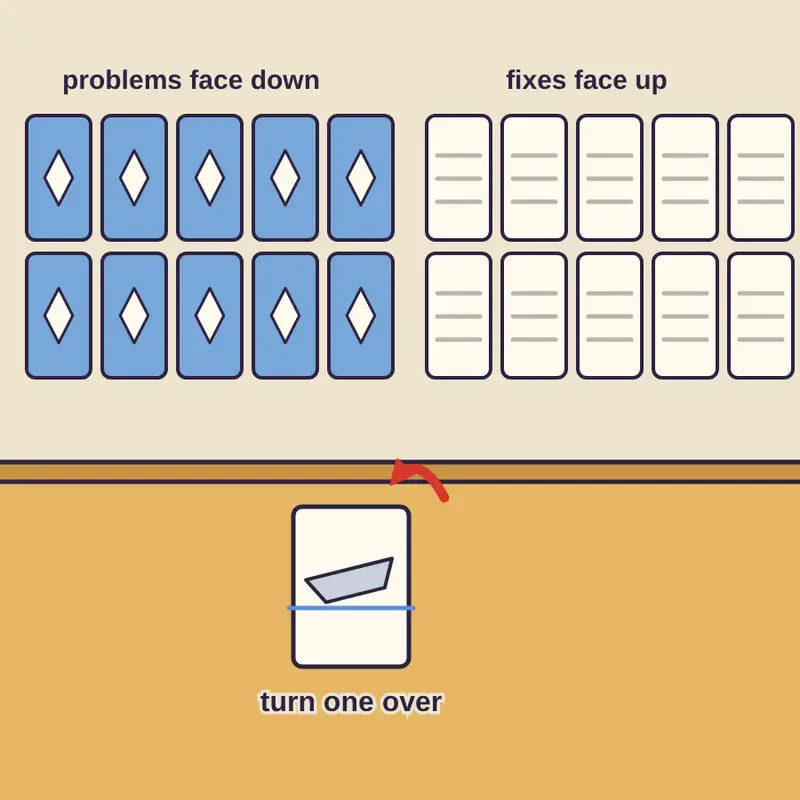 problems face down
fixes face up
turn one over